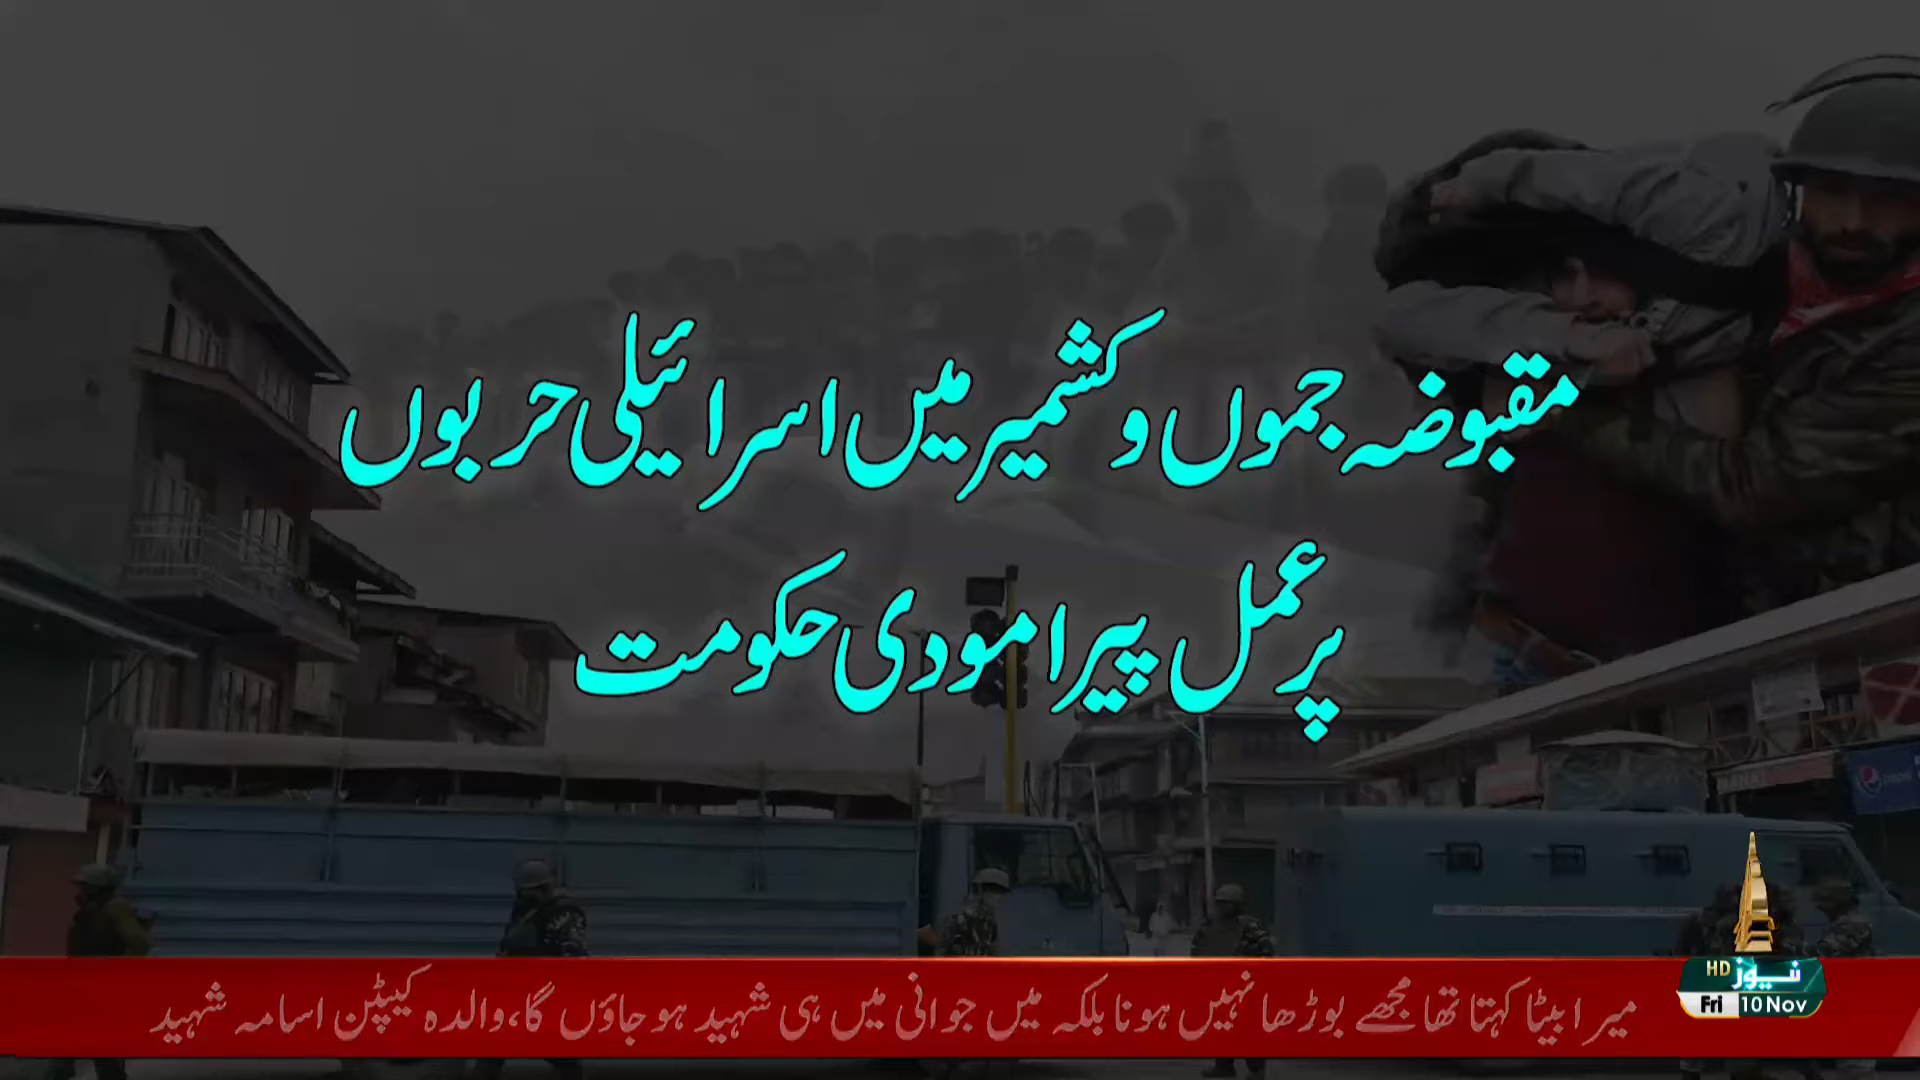 مقبوضہ جموں و کشمیر میں اسرائیلی حربوں
پر عمل پیرا مودی حکومت
HD نیوز
Fri 10 Nov
میرا بیٹا کہتا تھا مجھے بوڑھا نہیں ہونا بلکہ میں جوانی میں ہی شہید ہو جاؤں گا،والدہ کیپٹن اسامہ شہید